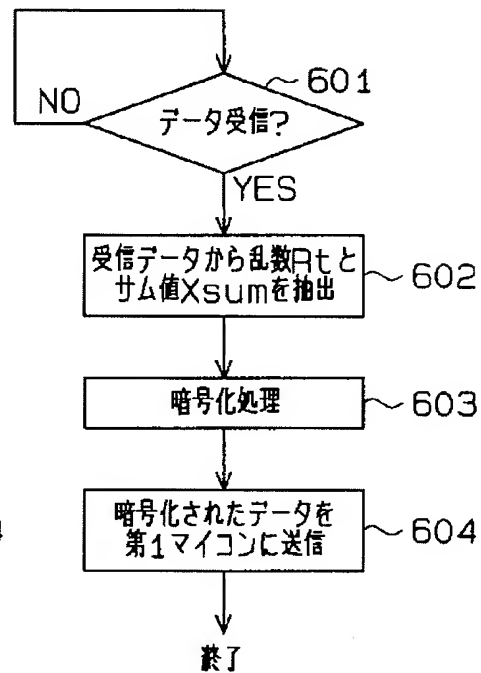 601
NO
データ受信?
YES
受信データから乱数Rtと
サム値Xsumを抽出
602
暗号化処理
603
暗号化されたデータを
第1マイコンに送信
604
終了